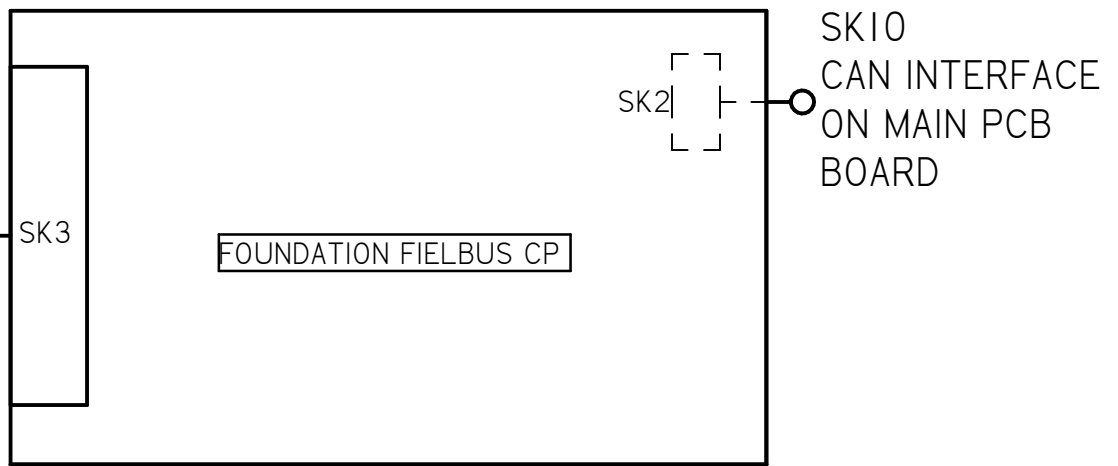 SK10
CAN INTERFACE
ON MAIN PCB
BOARD
SK2
SK3
FOUNDATION FIELBUS CP